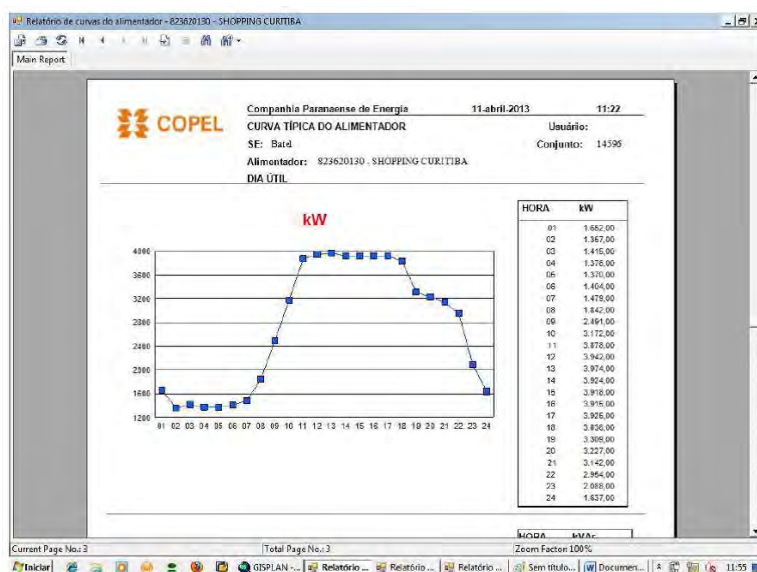 Relatório de curvas do alimentador - 823620130 - SHOPPING CURITIBA
Main Report
COPEL
Companhia Paranaense de Energia 11-abril-2013 11:22
CURVA TÍPICA DO ALIMENTADOR Usuário:
SE: Batel Conjunto: 14596
Alimentador: 823620130 - SHOPPING CURITIBA
DIA ÚTIL
kW
4000
3600
3200
2800
2400
2000
1600
1200
01 02 03 04 05 06 07 08 09 10 11 12 13 14 15 16 17 18 19 20 21 22 23 24
HORA kW
01 1.652,00
02 1.367,00
03 1.415,00
04 1.376,00
05 1.370,00
06 1.404,00
07 1.479,00
08 1.842,00
09 2.491,00
10 3.172,00
11 3.878,00
12 3.942,00
13 3.974,00
14 3.924,00
15 3.918,00
16 3.915,00
17 3.926,00
18 3.836,00
19 3.309,00
20 3.227,00
21 3.142,00
22 2.954,00
23 2.088,00
24 1.637,00
HORA kVAr
Current Page No.: 3 Total Page No.: 3 Zoom Factor: 100%
Iniciar GISPLAN -... Relatório ... Relatório ... Relatório ... Sem título... Documen... 11:55